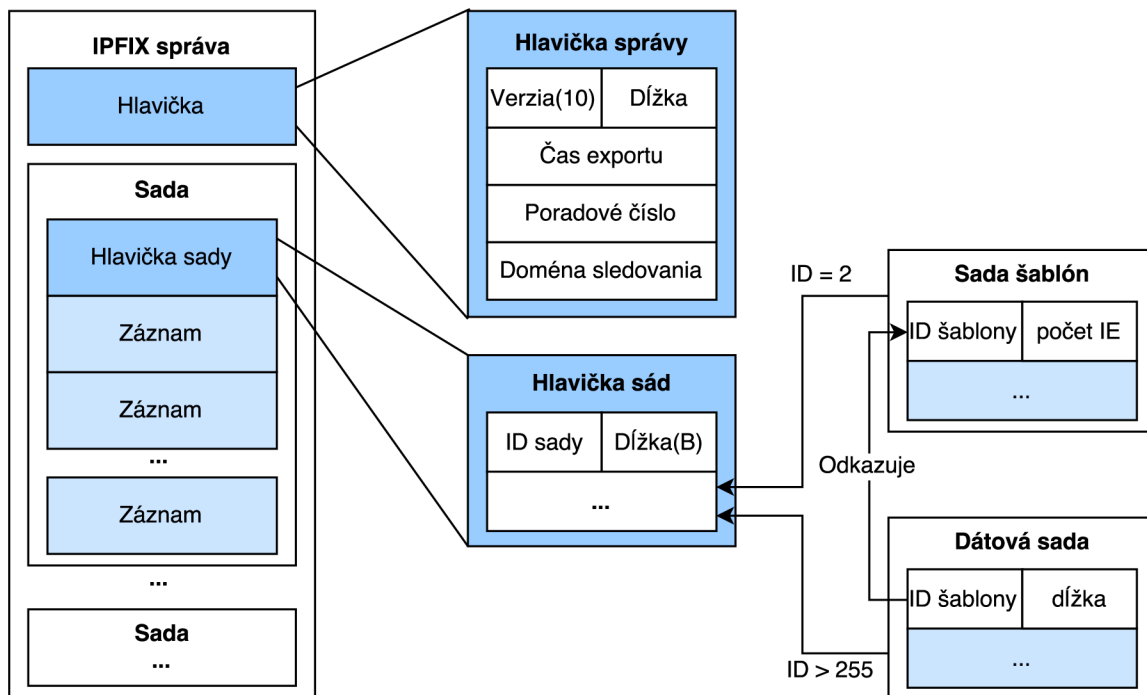 IPFIX správa
Hlavička
Sada
Hlavička sady
Záznam
Záznam
...
Záznam
...
Sada
...
Hlavička správy
Verzia(10)
Dĺžka
Čas exportu
Poradové číslo
Doména sledovania
Hlavička sád
ID sady
Dĺžka(B)
...
ID = 2
Sada šablón
ID šablony
počet IE
...
Odkazuje
Dátová sada
ID šablony
dĺžka
...
ID > 255